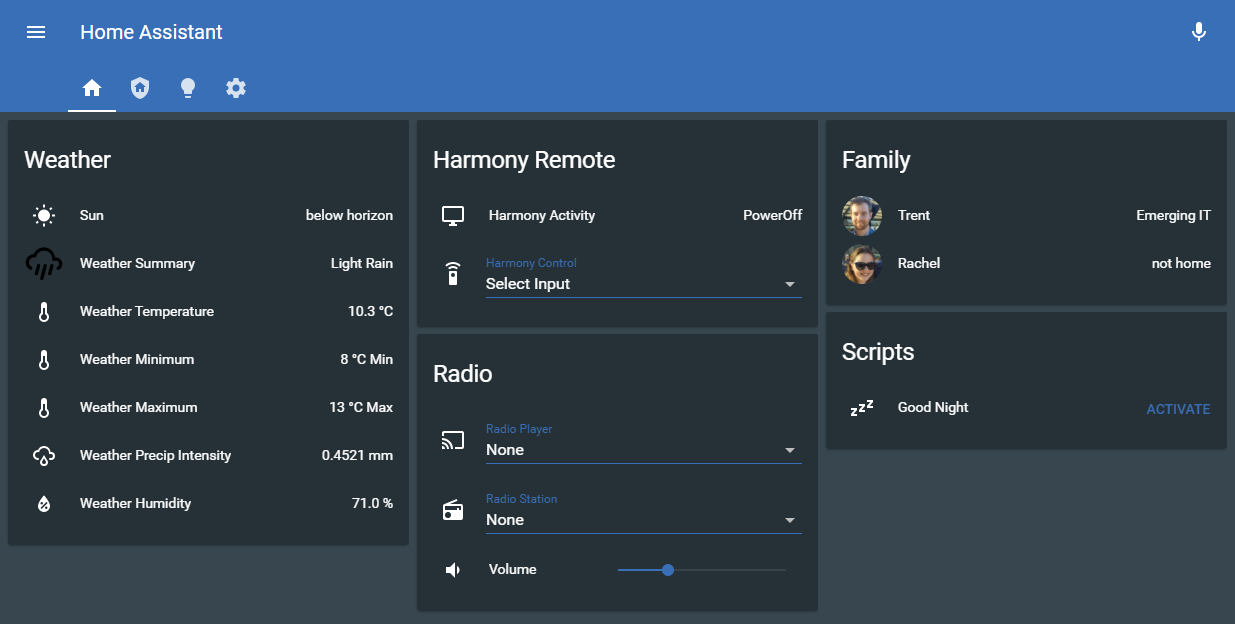 Home Assistant
Weather
Sun below horizon
Weather Summary Light Rain
Weather Temperature 10.3 °C
Weather Minimum 8 °C Min
Weather Maximum 13 °C Max
Weather Precip Intensity 0.4521 mm
Weather Humidity 71.0 %
Harmony Remote
Harmony Activity PowerOff
Harmony Control
Select Input
Radio
Radio Player
None
Radio Station
None
Volume
Family
Trent Emerging IT
Rachel not home
Scripts
zzZ Good Night ACTIVATE